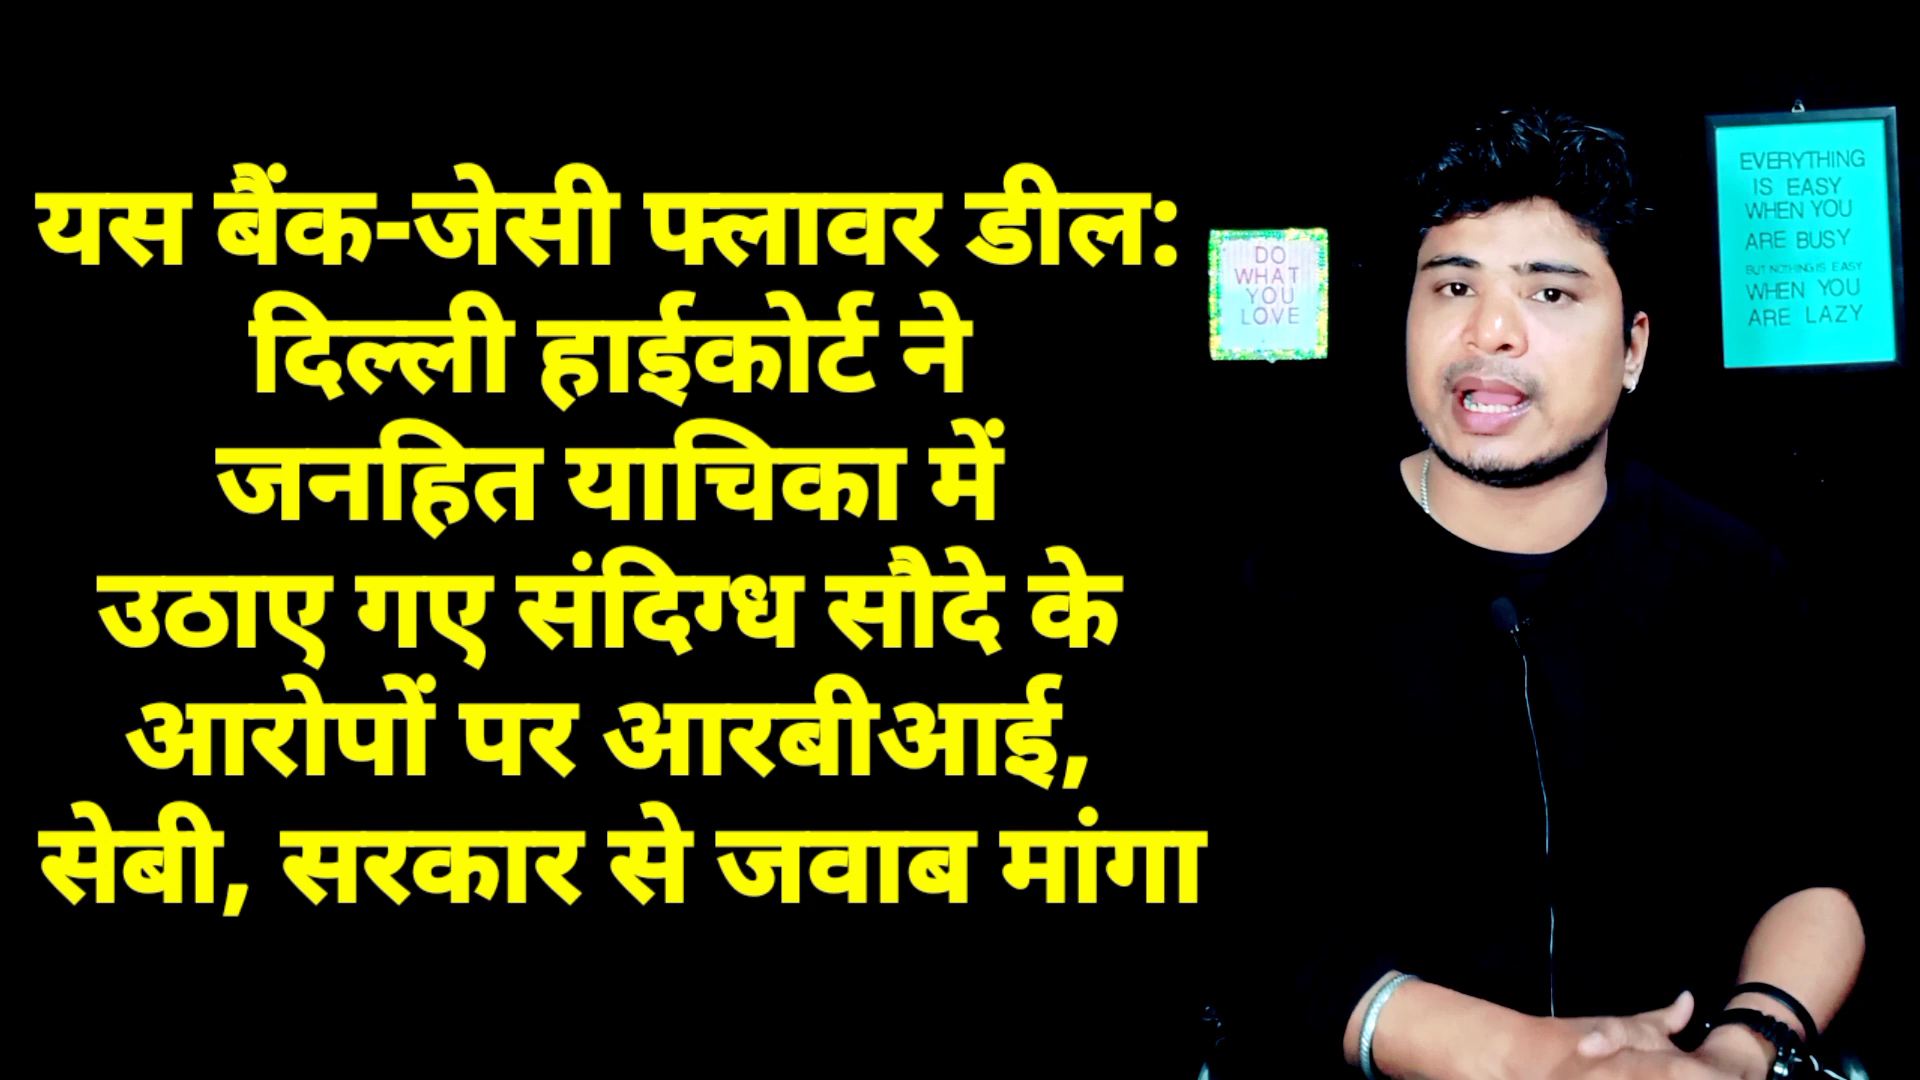 यस बैंक-जेसी फ्लावर डील:
दिल्ली हाईकोर्ट ने
जनहित याचिका में
उठाए गए संदिग्ध सौदे के
आरोपों पर आरबीआई,
सेबी, सरकार से जवाब मांगा
DO
WHAT
YOU
LOVE
EVERYTHING
IS EASY
WHEN YOU
ARE BUSY
BUT NOTHING IS EASY
WHEN YOU
ARE LAZY